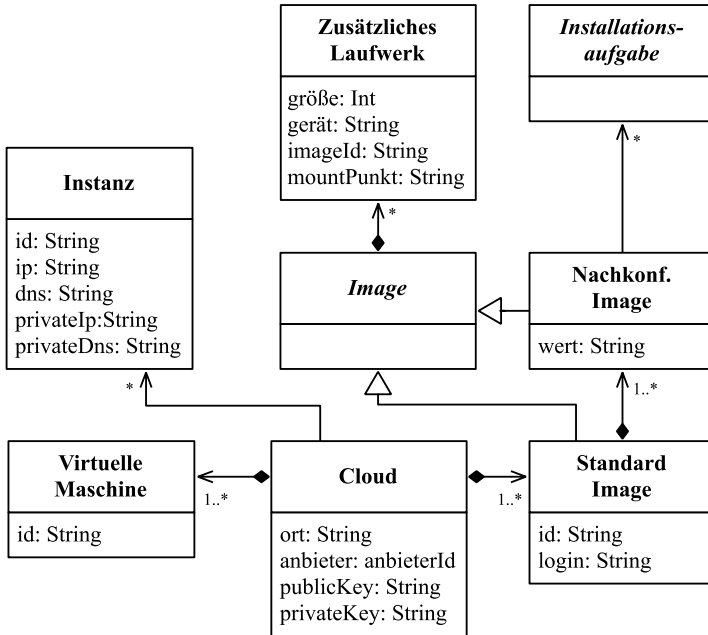 Zusätzliches
Laufwerk
größe: Int
gerät: String
imageId: String
mountPunkt: String
Installations-
aufgabe
*
Instanz
id: String
ip: String
dns: String
privateIp:String
privateDns: String
*
*
Image
Nachkonf.
Image
wert: String
1..*
Virtuelle
Maschine
id: String
1..*
Cloud
ort: String
anbieter: anbieterId
publicKey: String
privateKey: String
1..*
Standard
Image
id: String
login: String